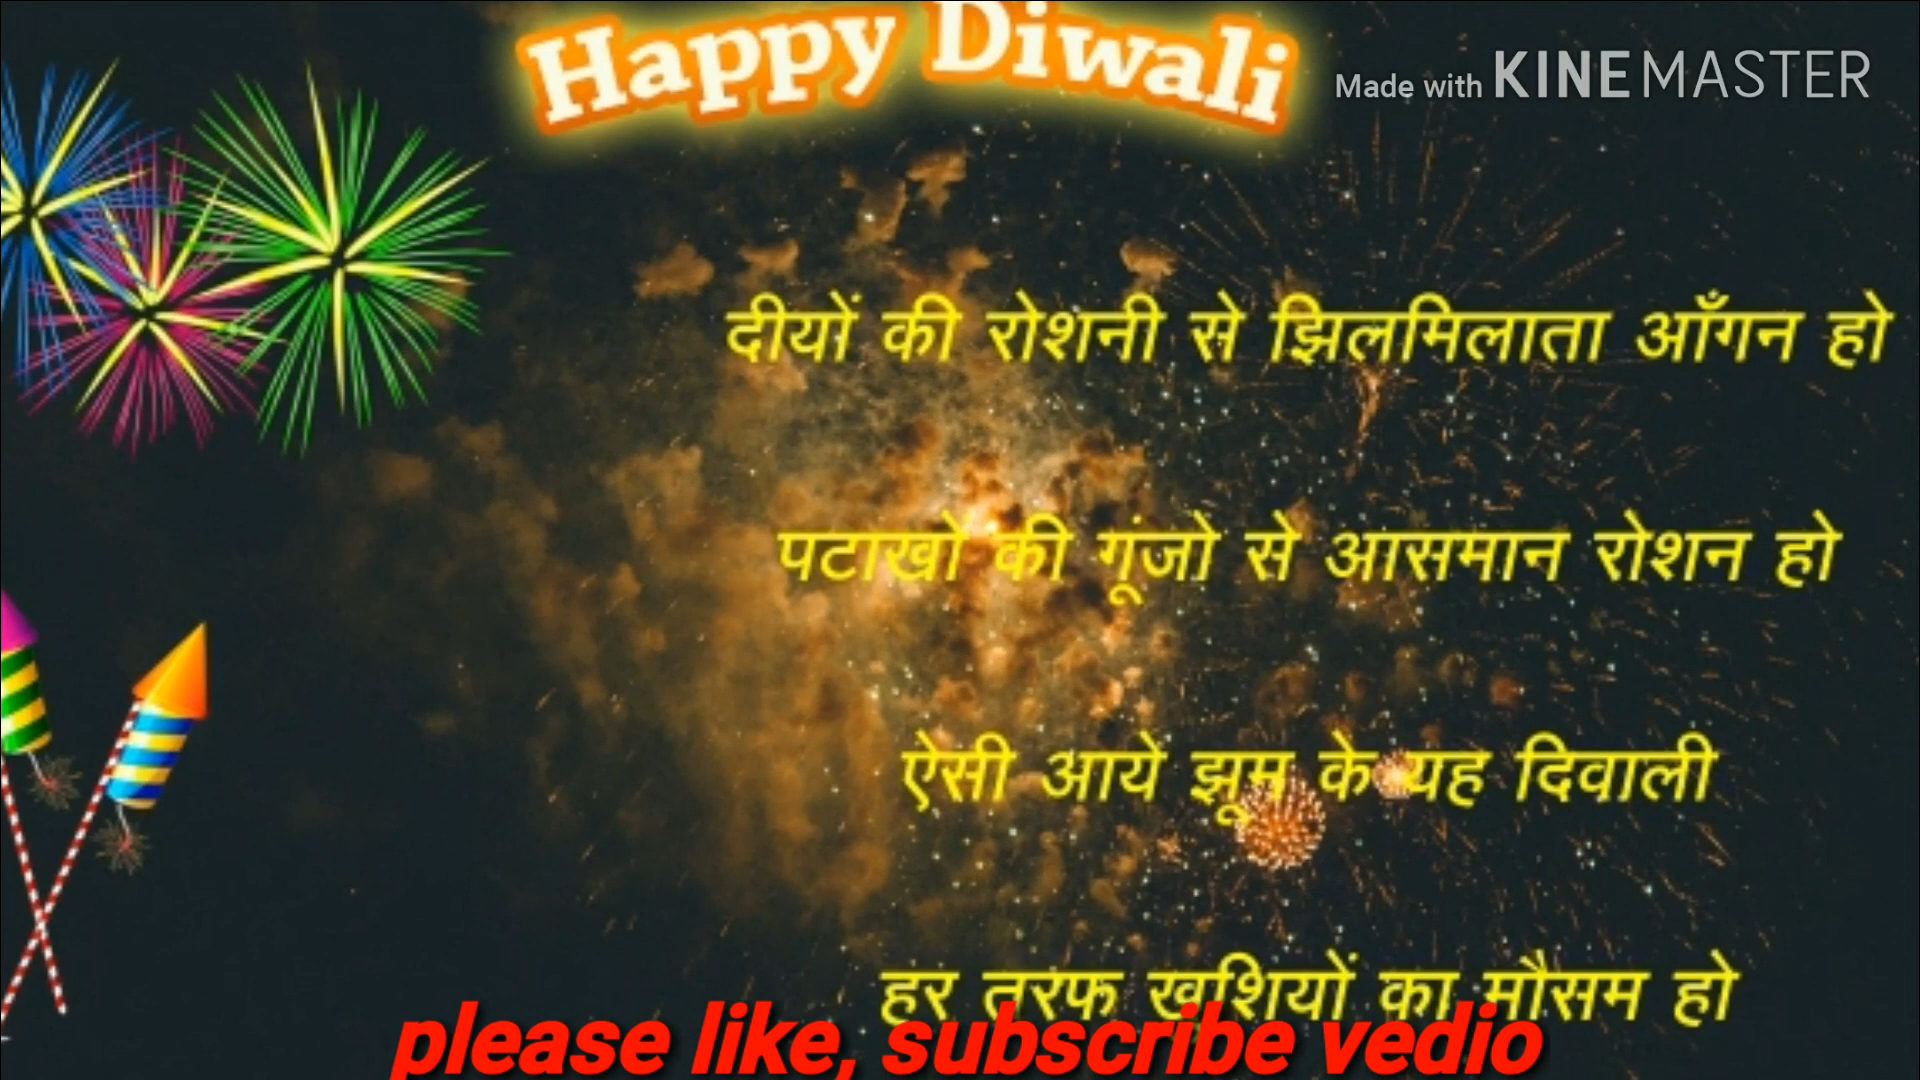 Happy Diwali
Made with KINEMASTER
दीयों की रोशनी से झिलमिलाता आँगन हो
पटाखो की गूंजो से आसमान रोशन हो
ऐसी आये झूम के यह दिवाली
हर तरफ खुशियों का मौसम हो
please like, subscribe vedio